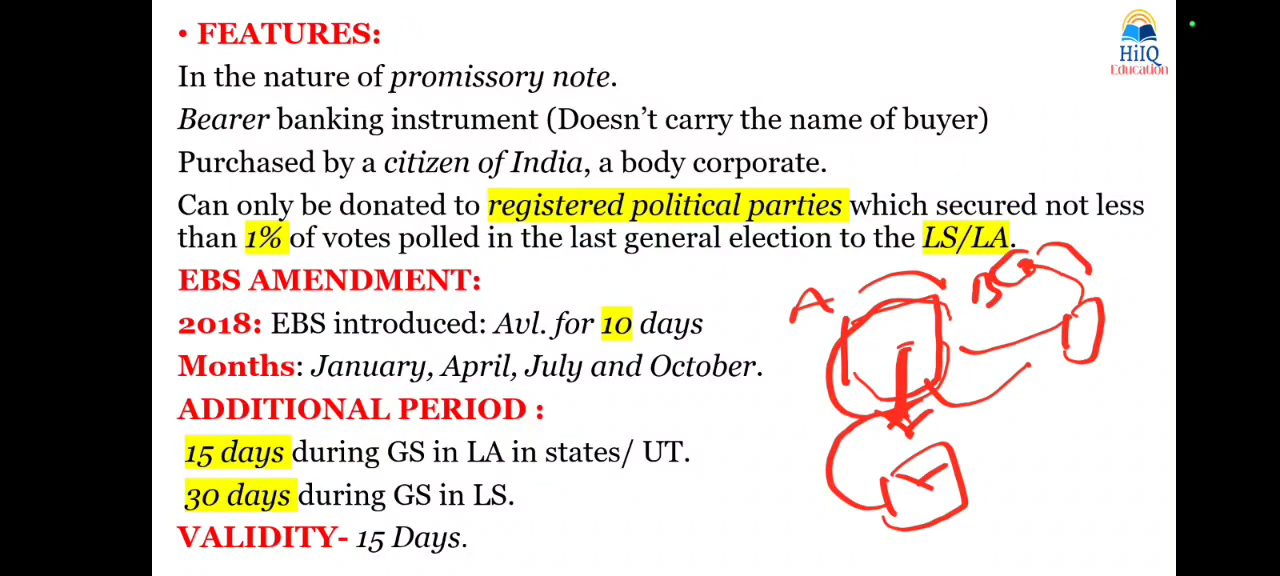 • FEATURES:
HiIQ
Education
In the nature of promissory note.
Bearer banking instrument (Doesn’t carry the name of buyer)
Purchased by a citizen of India, a body corporate.
Can only be donated to registered political parties which secured not less
than 1% of votes polled in the last general election to the LS/LA.
EBS AMENDMENT:
2018: EBS introduced: Avl. for 10 days
Months: January, April, July and October.
ADDITIONAL PERIOD :
15 days during GS in LA in states/ UT.
30 days during GS in LS.
VALIDITY- 15 Days.
A